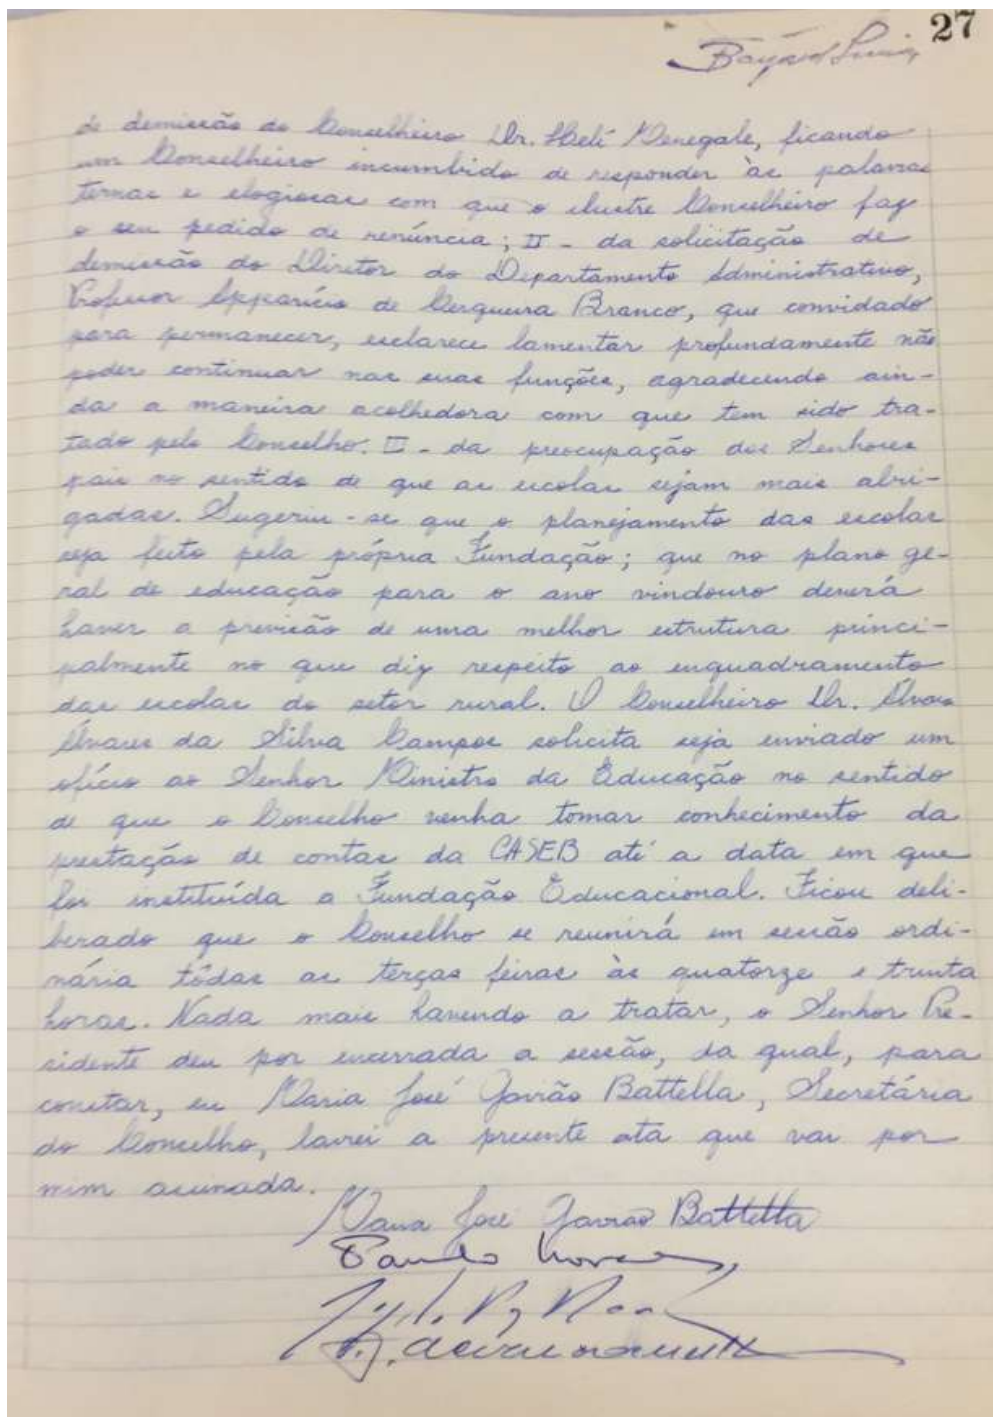 27
de demissão do Conselheiro Dr. Heli Menegale, ficando
um Conselheiro incumbido de responder às palavras
ternas e elogiosas com que o ilustre Conselheiro faz
o seu pedido de renúncia; II - da solicitação de
demissão do Diretor do Departamento Administrativo,
Professor Apparício de Cerqueira Branco, que convidado
para permanecer, esclarece lamentar profundamente não
poder continuar nas suas funções, agradecendo ain-
da a maneira acolhedora com que tem sido tra-
tado pelo Conselho. III - da preocupação dos Senhores
pais no sentido de que as escolas sejam mais abri-
gadas. Sugeriu-se que o planejamento das escolas
seja feito pela própria Fundação; que no plano ge-
ral de educação para o ano vindouro deverá
haver a previsão de uma melhor estrutura princi-
palmente no que diz respeito ao enquadramento
das escolas do setor rural. O Conselheiro Dr. Álvaro
Álvares da Silva Campos solicita seja enviado um
ofício ao Senhor Ministro da Educação no sentido
de que o Conselho venha tomar conhecimento da
prestação de contas da CASEB até a data em que
foi instituída a Fundação Educacional. Ficou deli-
berado que o Conselho se reunirá em sessão ordi-
nária tôdas as terças feiras às quatorze e trinta
horas. Nada mais havendo a tratar, o Senhor Pre-
sidente deu por encerrada a sessão, da qual, para
constar, eu Maria José Gavião Battella, Secretária
do Conselho, lavrei a presente ata que vai por
mim assinada.
Maria José Gavião Battella